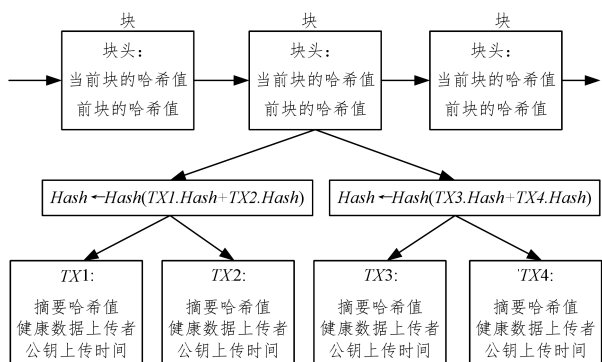 块 块 块
块头： 块头： 块头：
当前块的哈希值 当前块的哈希值 当前块的哈希值
前块的哈希值 前块的哈希值 前块的哈希值
Hash←Hash(TX1.Hash+TX2.Hash) Hash←Hash(TX3.Hash+TX4.Hash)
TX1: TX2: TX3: TX4:
摘要哈希值 摘要哈希值 摘要哈希值 摘要哈希值
健康数据上传者 健康数据上传者 健康数据上传者 健康数据上传者
公钥上传时间 公钥上传时间 公钥上传时间 公钥上传时间